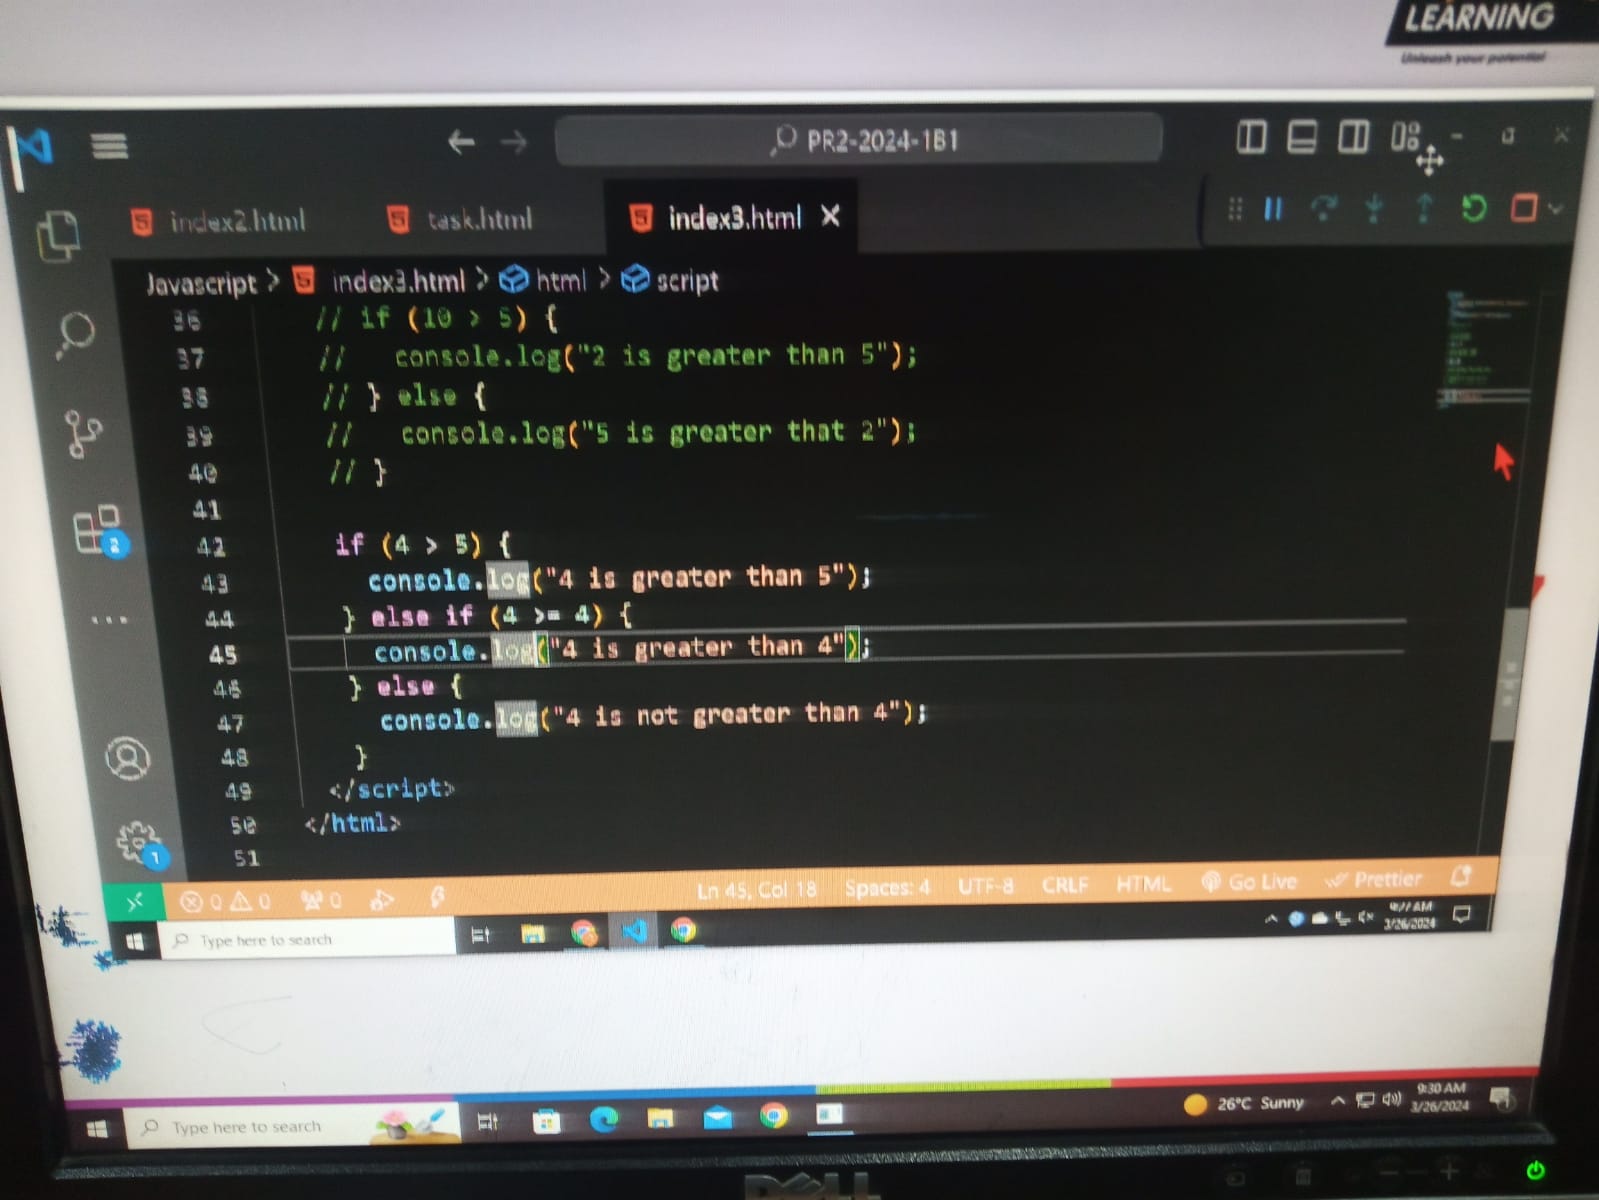 LEARNING
Unleash your potential
PR2-2024-1B1
index2.html
task.html
index3.html
Javascript > index3.html > html > script
36 // if (10 > 5) {
37 //   console.log("2 is greater than 5");
38 // } else {
39 //   console.log("5 is greater that 2");
40 // }
41
42 if (4 > 5) {
43   console.log("4 is greater than 5");
44 } else if (4 >= 4) {
45   console.log("4 is greater than 4");
46 } else {
47   console.log("4 is not greater than 4");
48 }
49 </script>
50 </html>
51
2
1
0 0 0 Ln 45, Col 18 Spaces: 4 UTF-8 CRLF HTML Go Live Prettier
Type here to search
9:27 AM
3/26/2024
Type here to search
26°C Sunny
9:30 AM
3/26/2024
DELL